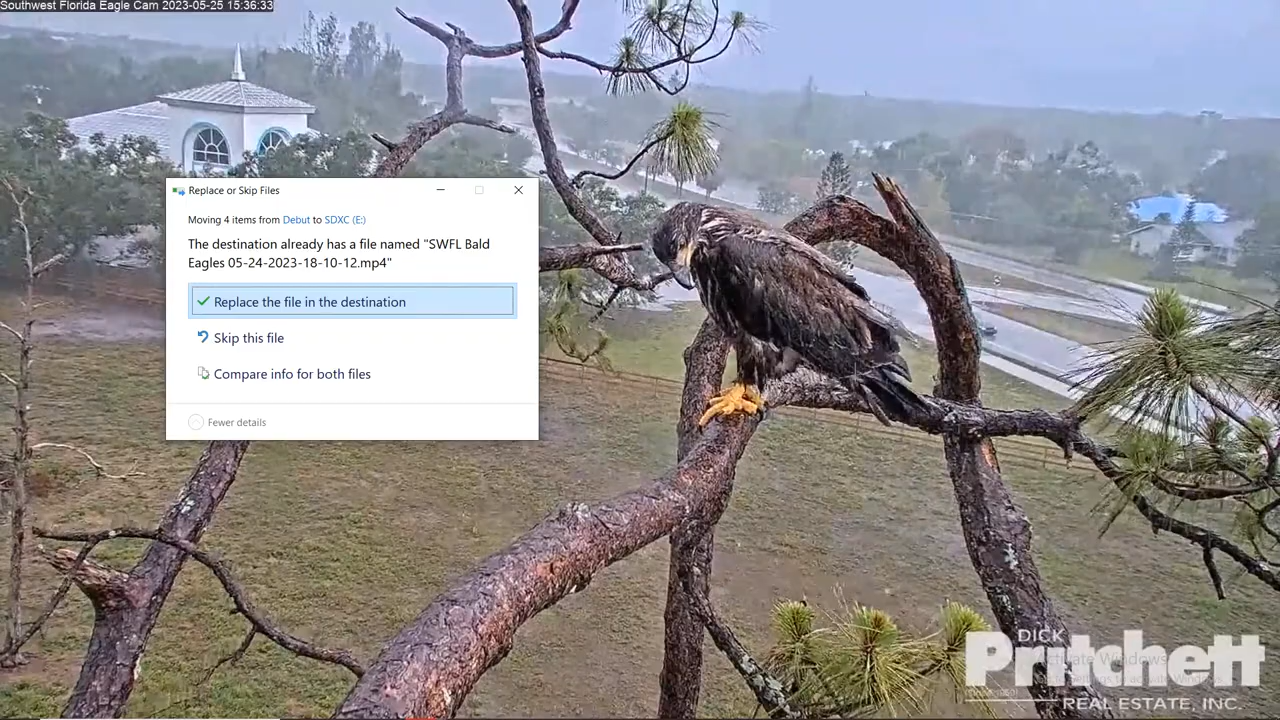 Southwest Florida Eagle Cam 2023-05-25 15:36:33
Replace or Skip Files
Moving 4 items from Debut to SDXC (E:)
The destination already has a file named "SWFL Bald
Eagles 05-24-2023-18-10-12.mp4"
Replace the file in the destination
Skip this file
Compare info for both files
Fewer details
DICK
Pritchett
Activate Windows
REAL ESTATE, INC.